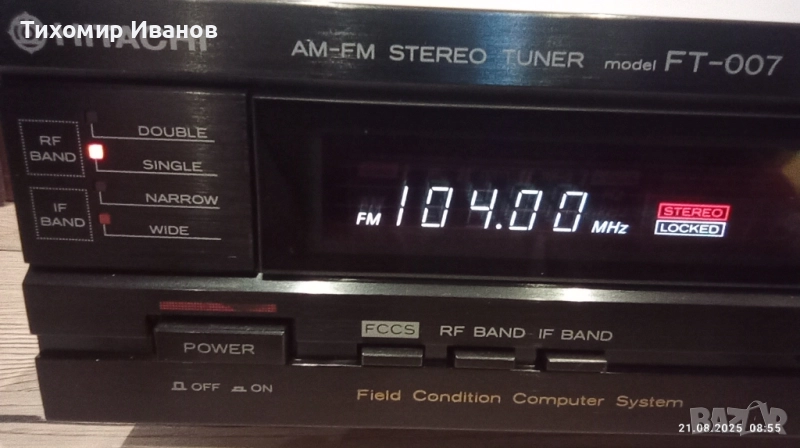 Тихомир Иванов
HITACHI
AM-FM STEREO TUNER model FT-007
RF BAND
DOUBLE
SINGLE
IF BAND
NARROW
WIDE
FM 104.00 MHz
STEREO
LOCKED
POWER
OFF ON
FCCS RF BAND IF BAND
Field Condition Computer System
BAZAR
21.08.2025 08:55